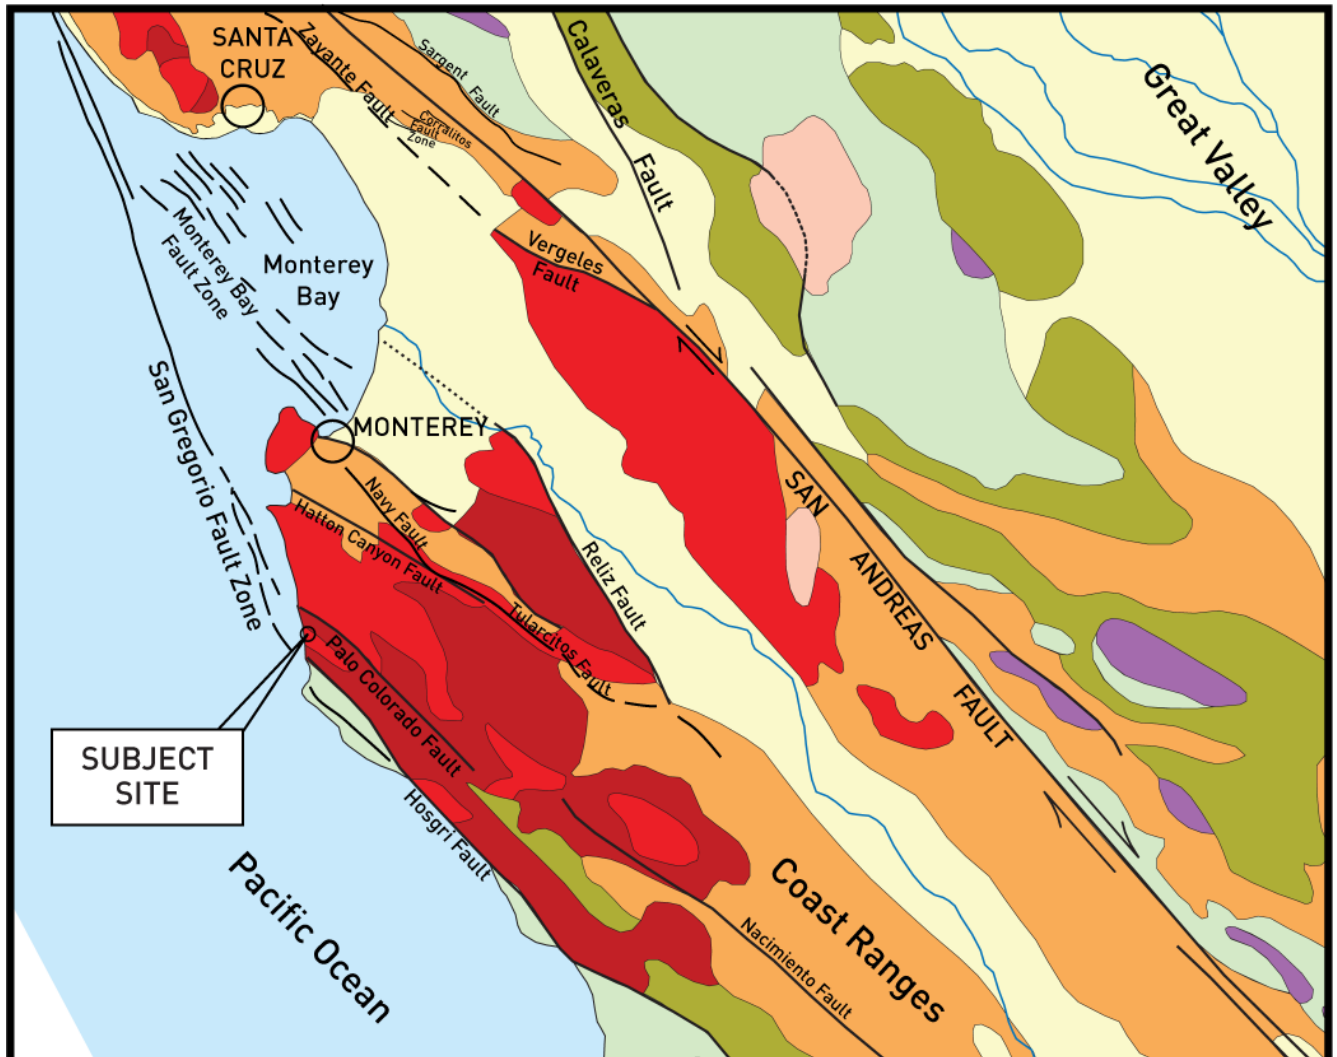 SANTA
CRUZ
Zayante Fault
Sargent
Fault
Corralitos
Fault
Zone
Calaveras
Fault
Great Valley
Monterey Bay
Fault Zone
Monterey
Bay
Vergeles
Fault
San Gregorio Fault Zone
MONTEREY
Navy Fault
Hatton Canyon Fault
Reliz Fault
Tularcitos Fault
SAN
ANDREAS
FAULT
Palo Colorado Fault
SUBJECT
SITE
Hosgri Fault
Pacific Ocean
Coast Ranges
Nacimiento Fault